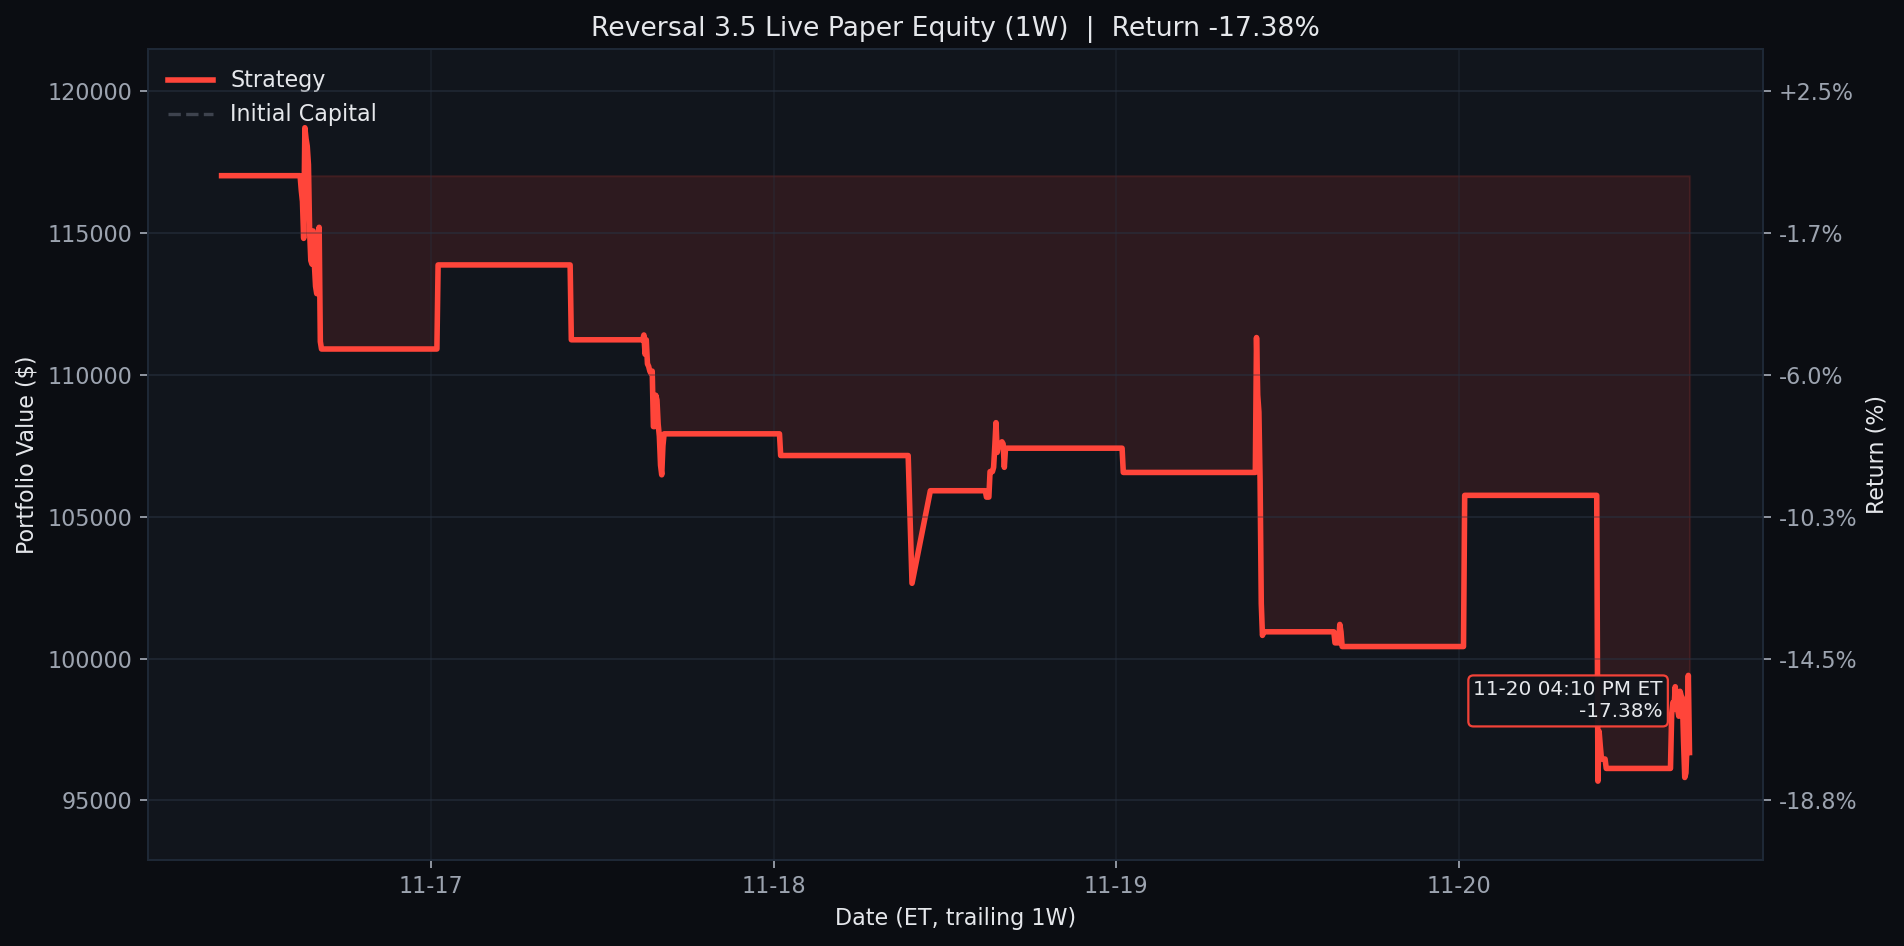 Reversal 3.5 Live Paper Equity (1W) | Return -17.38%
Strategy
Initial Capital
120000
115000
110000
105000
100000
95000
Portfolio Value ($)
+2.5%
-1.7%
-6.0%
-10.3%
-14.5%
-18.8%
Return (%)
11-20 04:10 PM ET
-17.38%
11-17
11-18
11-19
11-20
Date (ET, trailing 1W)